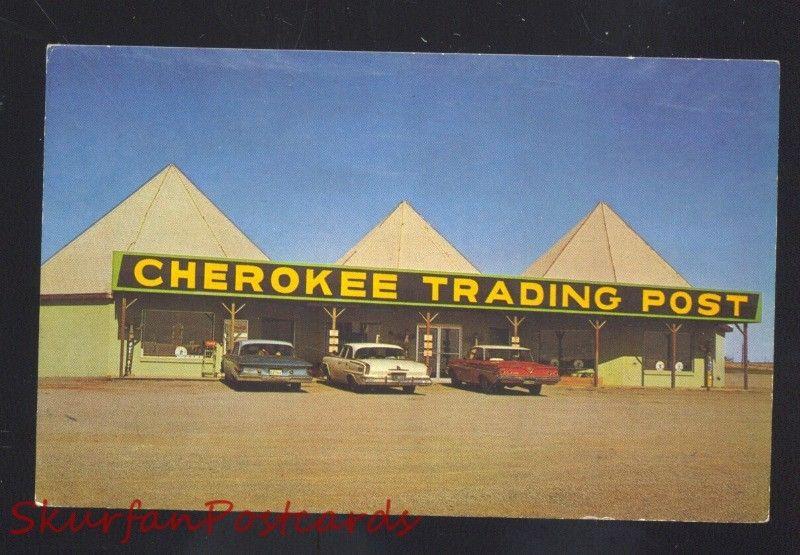 CHEROKEE TRADING POST
SkurfanPostcards